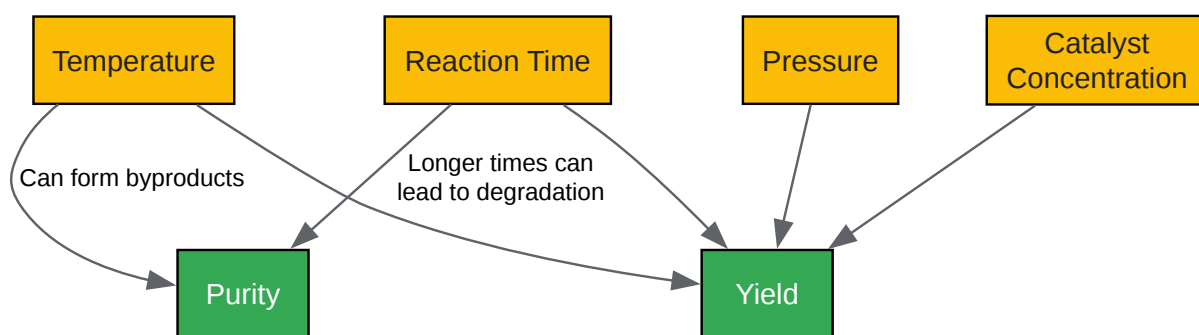 Temperature
Reaction Time
Pressure
Catalyst
Concentration
Can form byproducts
Longer times can
lead to degradation
Purity
Yield